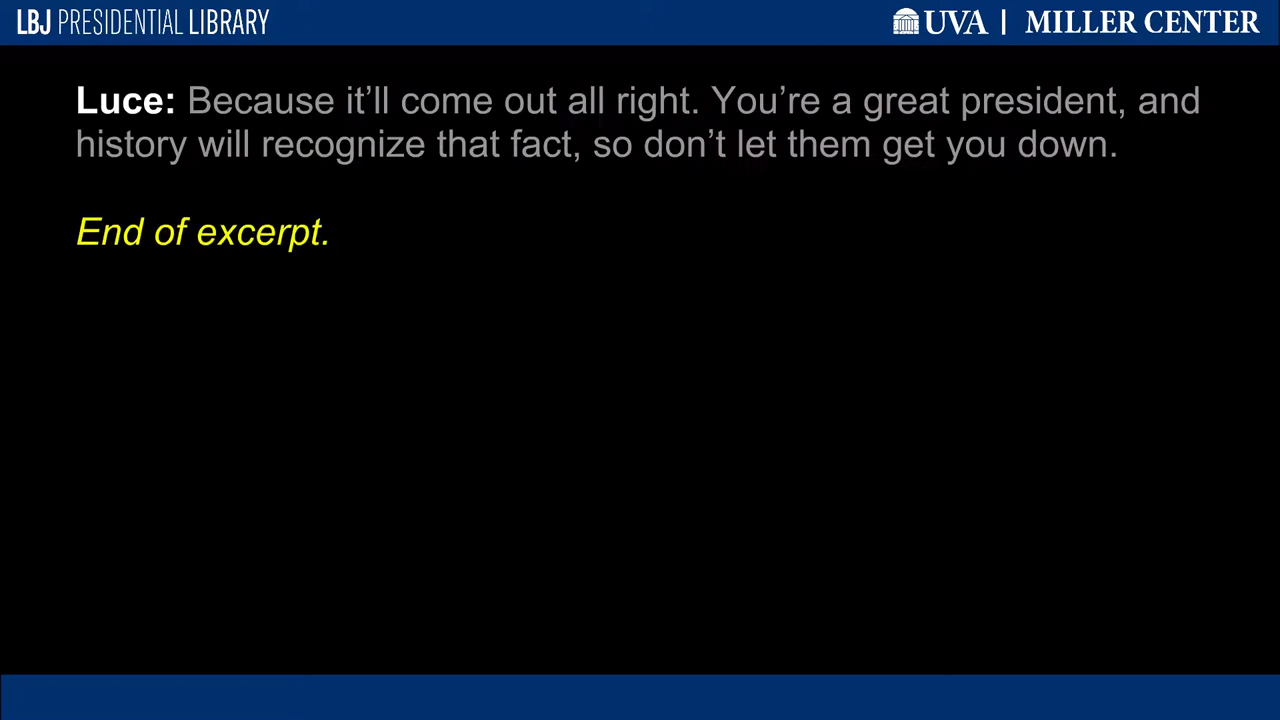 LBJ PRESIDENTIAL LIBRARY
UVA | MILLER CENTER
Luce: Because it’ll come out all right. You’re a great president, and
history will recognize that fact, so don’t let them get you down.
End of excerpt.